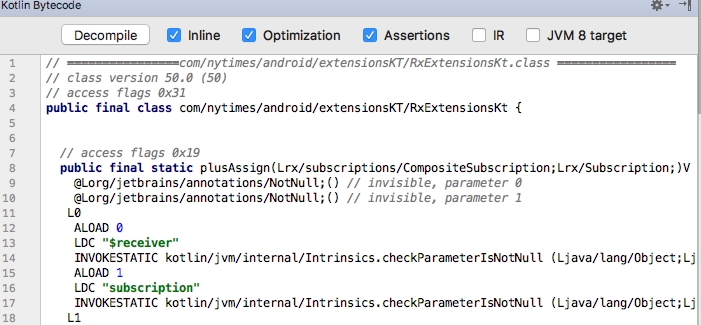 Kotlin Bytecode
Decompile Inline Optimization Assertions IR JVM 8 target
1 // =================com/nytimes/android/extensionsKT/RxExtensionsKt.class =================
2 // class version 50.0 (50)
3 // access flags 0x31
4 public final class com/nytimes/android/extensionsKT/RxExtensionsKt {
5
6
7 // access flags 0x19
8 public final static plusAssign(Lrx/subscriptions/CompositeSubscription;Lrx/Subscription;)V
9 @Lorg/jetbrains/annotations/NotNull;() // invisible, parameter 0
10 @Lorg/jetbrains/annotations/NotNull;() // invisible, parameter 1
11 L0
12 ALOAD 0
13 LDC "$receiver"
14 INVOKESTATIC kotlin/jvm/internal/Intrinsics.checkParameterIsNotNull (Ljava/lang/Object;Lj
15 ALOAD 1
16 LDC "subscription"
17 INVOKESTATIC kotlin/jvm/internal/Intrinsics.checkParameterIsNotNull (Ljava/lang/Object;Lj
18 L1